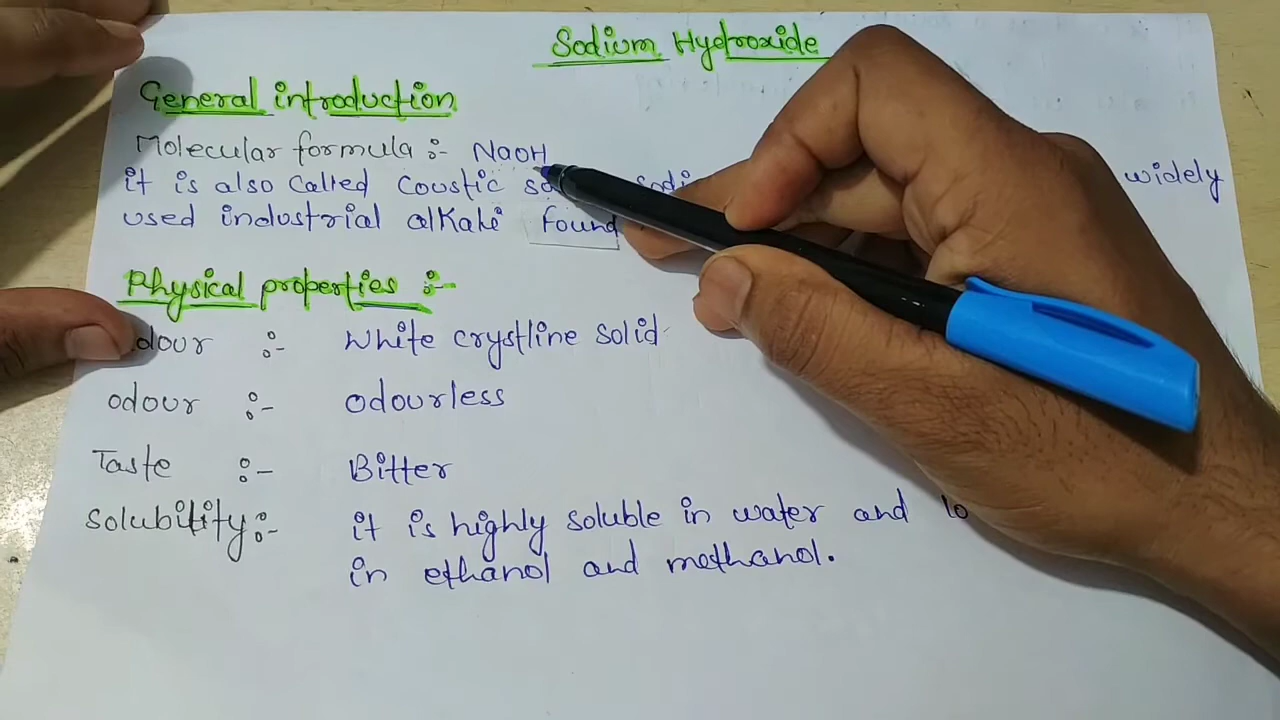 Sodium Hydroxide
General introduction
Molecular formula :- NaOH
it is also called Coustic widely
used industrial alkali found
Physical properties :-
odour :- White crystline solid
odour :- odourless
Taste :- Bitter
Solubility :- it is highly soluble in water and
in ethanol and methanol.